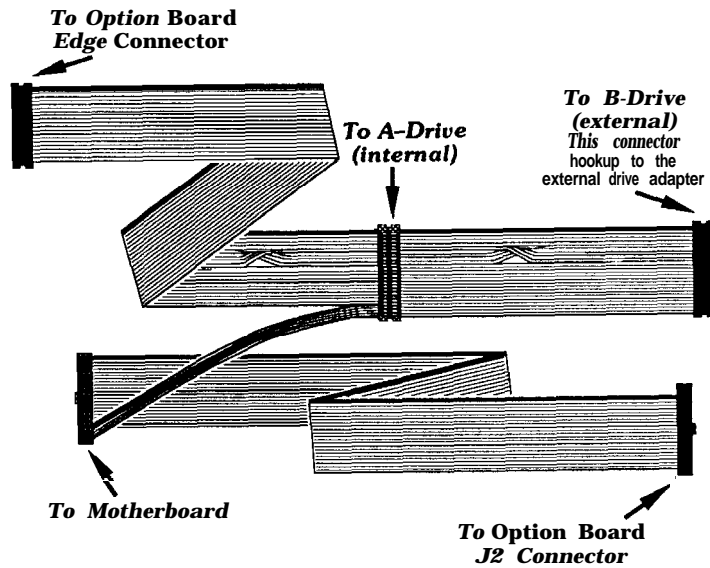 To Option Board
Edge Connector
To A-Drive
(internal)
To B-Drive
(external)
This connector
hookup to the
external drive adapter
To Motherboard
To Option Board
J2 Connector